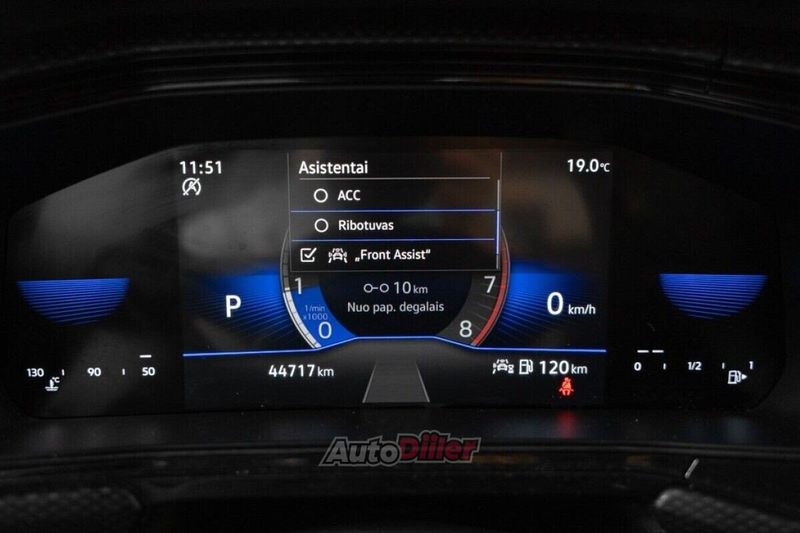 11:51
Asistentai
19.0°C
ACC
Ribotuvas
„Front Assist“
10 km
Nuo pap. degalais
1
7
P
1/min
x1000
0
8
0 km/h
130 90 50
44717 km
120 km
0 1/2 1
AutoDiller